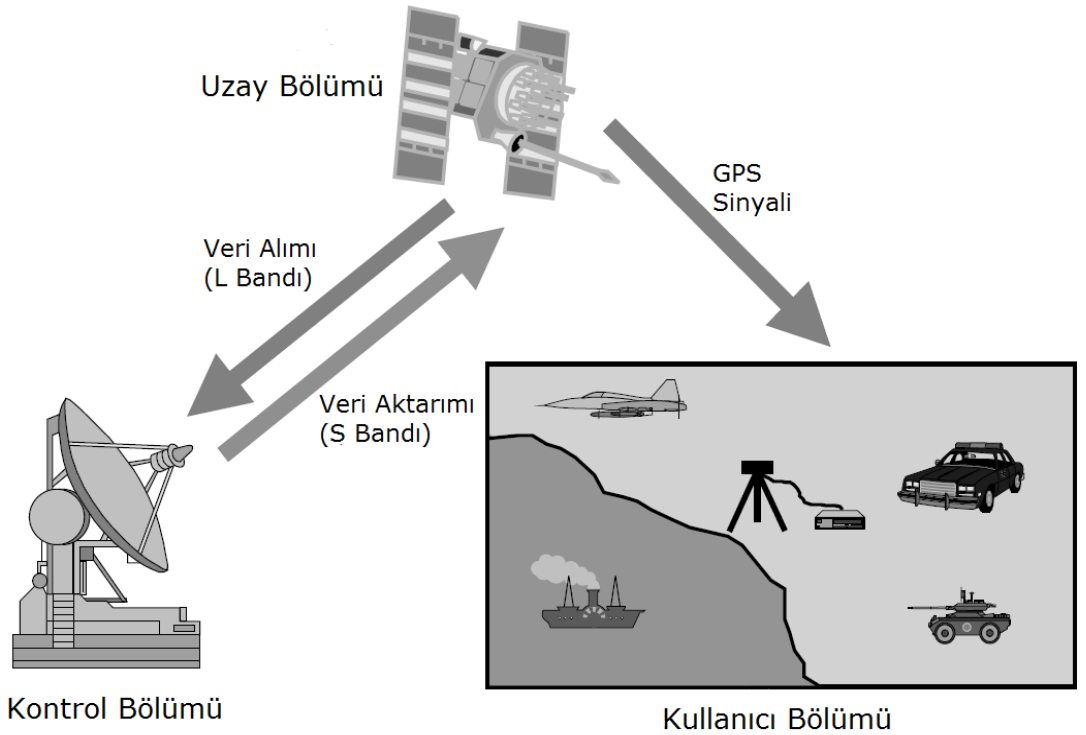 Uzay Bölümü
GPS
Sinyali
Veri Alımı
(L Bandı)
Veri Aktarımı
(S Bandı)
Kontrol Bölümü
Kullanıcı Bölümü